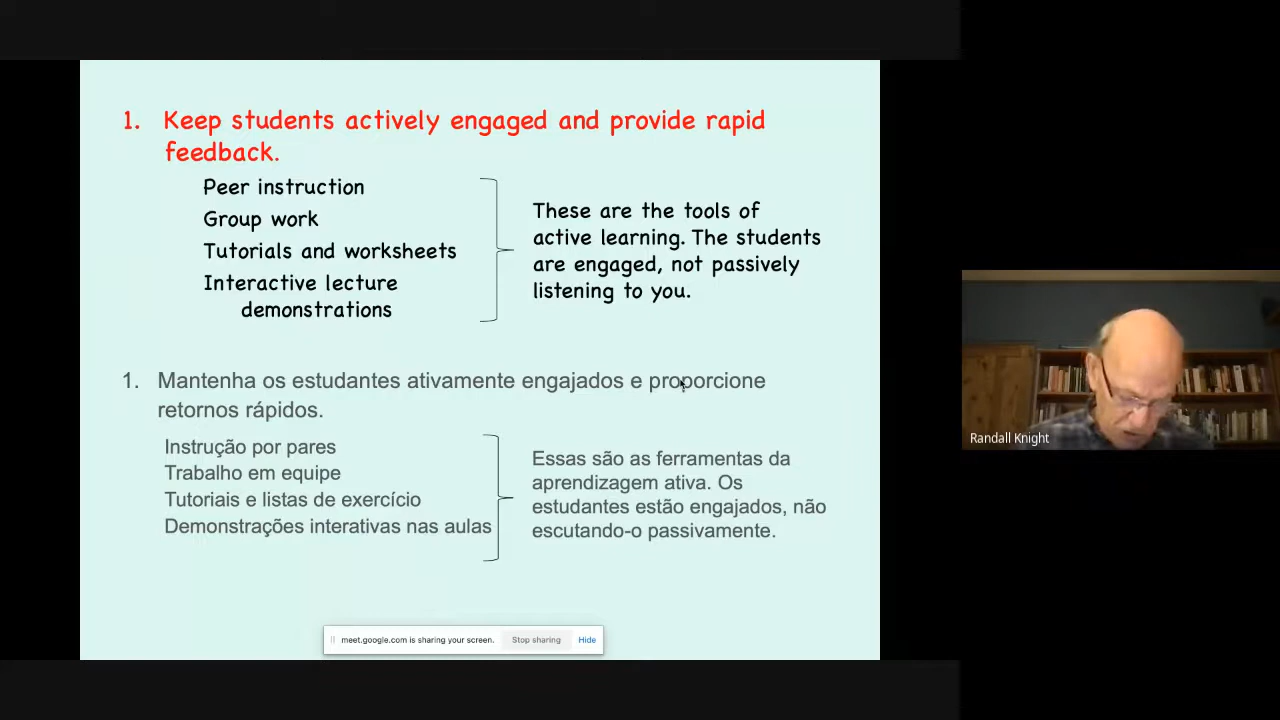 1. Keep students actively engaged and provide rapid
feedback.
Peer instruction
Group work
Tutorials and worksheets
Interactive lecture
demonstrations
These are the tools of
active learning. The students
are engaged, not passively
listening to you.
1. Mantenha os estudantes ativamente engajados e proporcione
retornos rápidos.
Instrução por pares
Trabalho em equipe
Tutoriais e listas de exercício
Demonstrações interativas nas aulas
Essas são as ferramentas da
aprendizagem ativa. Os
estudantes estão engajados, não
escutando-o passivamente.
meet.google.com is sharing your screen. Stop sharing Hide
Randall Knight